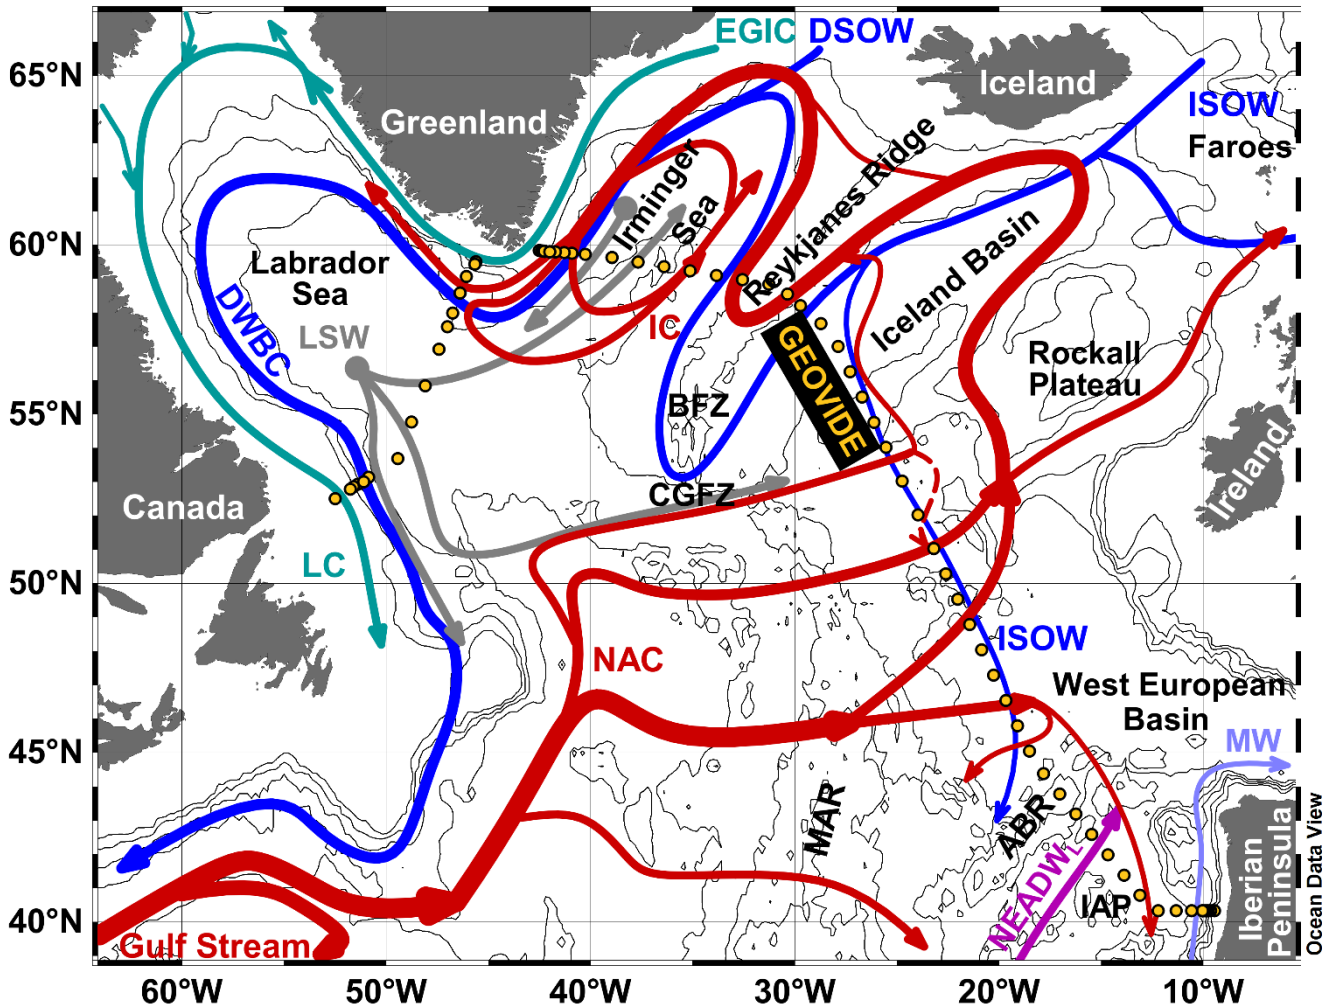 EGIC DSOW
65°N
Iceland
ISOW
Greenland
Faroes
Irminger
Sea
Reykjanes Ridge
60°N
Labrador
Sea
Iceland Basin
DWBC
LSW
IC
GEOVIDE
Rockall
Plateau
55°N
BFZ
Ireland
CGFZ
Canada
LC
50°N
NAC
ISOW
West European
Basin
45°N
MW
MAR
ABR
NEADWL
IAP
Iberian
Peninsula
40°N
Gulf Stream
Ocean Data View
60°W
50°W
40°W
30°W
20°W
10°W